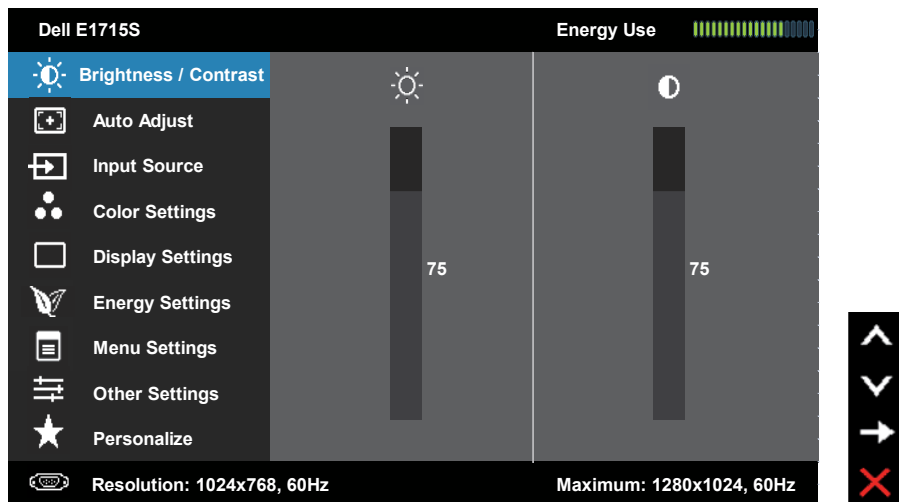 Dell E1715S
Energy Use
Brightness / Contrast
Auto Adjust
Input Source
Color Settings
Display Settings
Energy Settings
Menu Settings
Other Settings
Personalize
75
75
Resolution: 1024x768, 60Hz
Maximum: 1280x1024, 60Hz